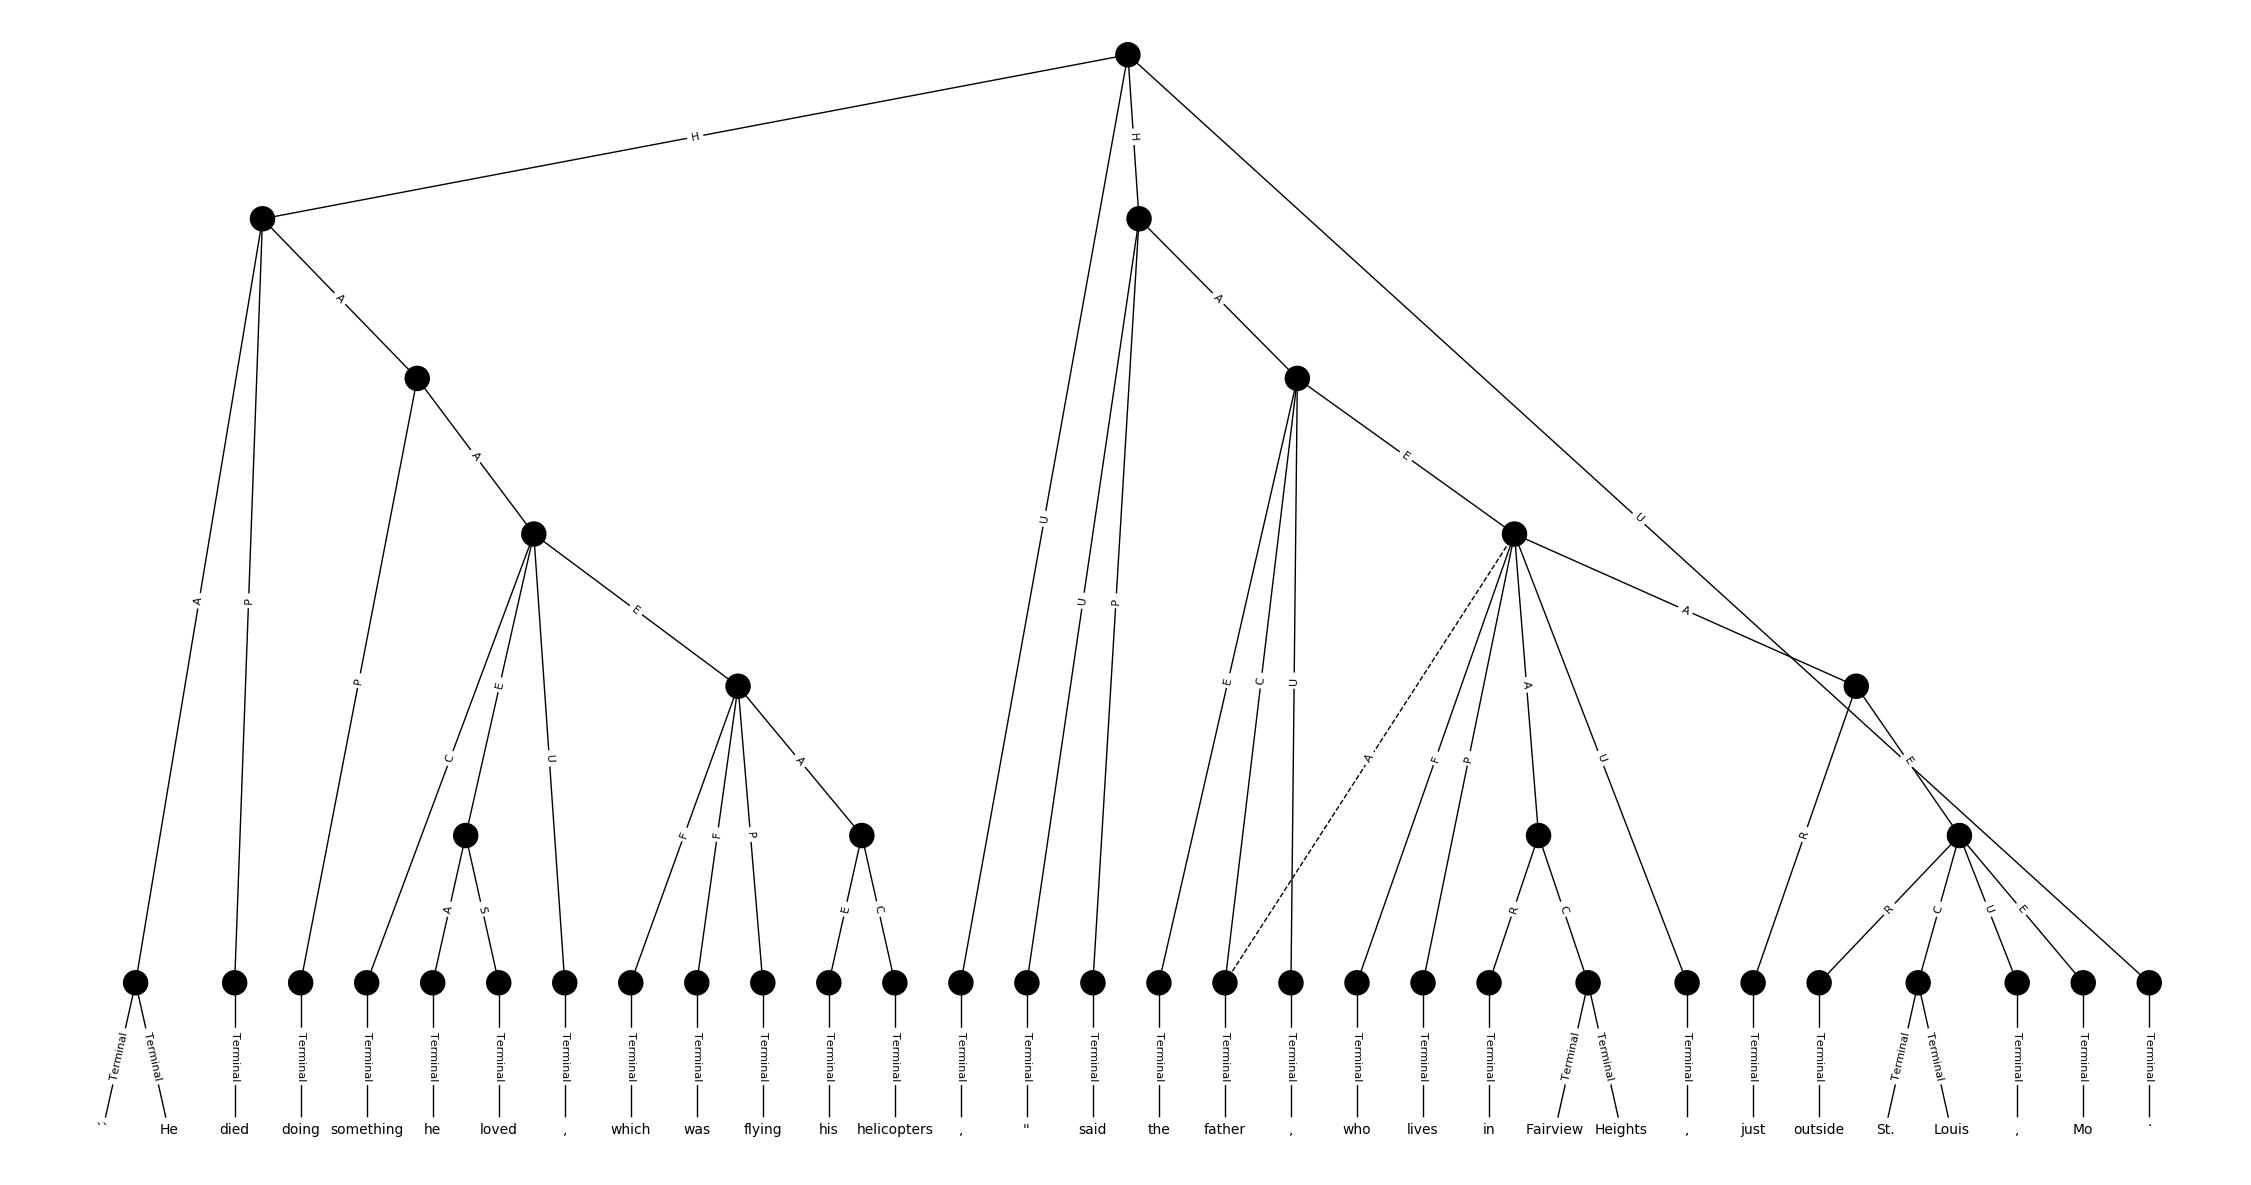 H
H
A A
A E U
U
A P U U P
E
A
P E C U
C E U A F P A U E
A
F F P R
A S E C R C R C U E
Terminal Terminal Terminal Terminal Terminal Terminal Terminal Terminal Terminal Terminal Terminal Terminal Terminal Terminal Terminal Terminal Terminal Terminal Terminal Terminal Terminal Terminal Terminal Terminal Terminal Terminal Terminal Terminal Terminal Terminal Terminal Terminal
`` He died doing something he loved , which was flying his helicopters , " said the father , who lives in Fairview Heights , just outside St. Louis , Mo .